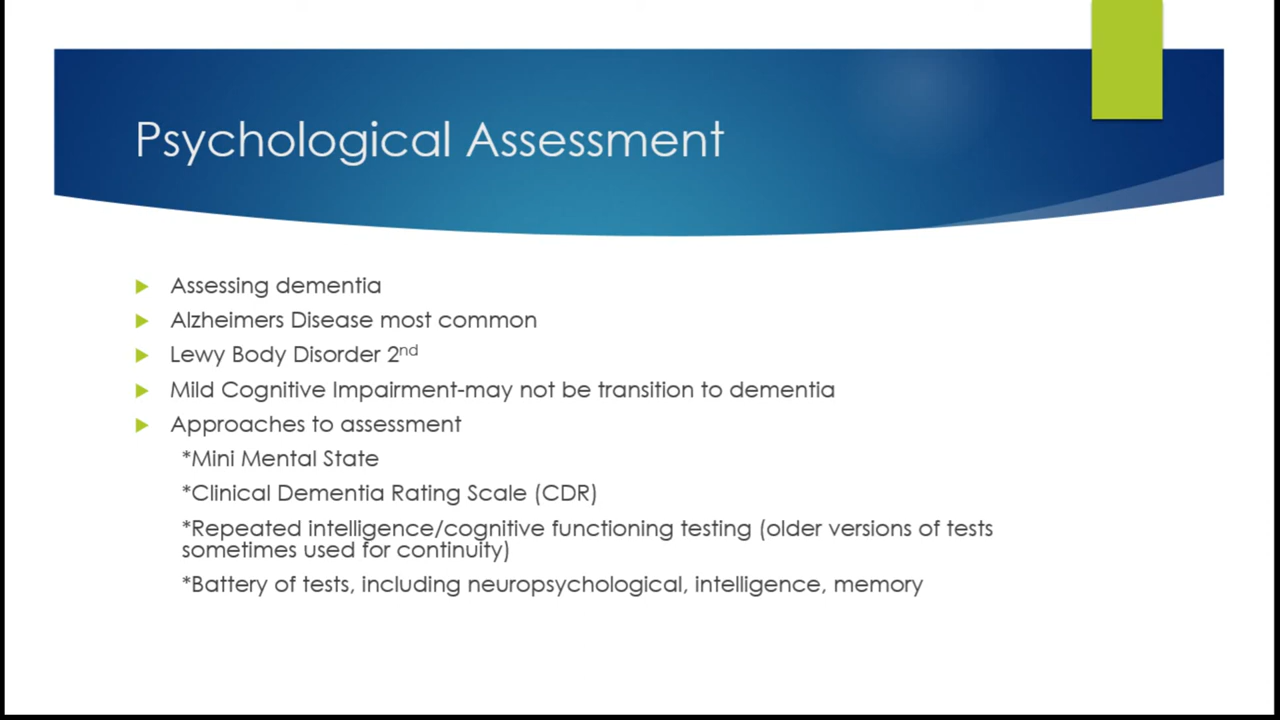 Psychological Assessment
Assessing dementia
Alzheimers Disease most common
Lewy Body Disorder 2nd
Mild Cognitive Impairment-may not be transition to dementia
Approaches to assessment
*Mini Mental State
*Clinical Dementia Rating Scale (CDR)
*Repeated intelligence/cognitive functioning testing (older versions of tests
sometimes used for continuity)
*Battery of tests, including neuropsychological, intelligence, memory